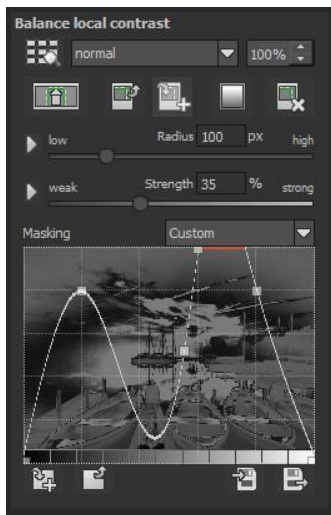 Balance local contrast
normal 100%
low Radius 100 px high
weak Strength 35 % strong
Masking Custom